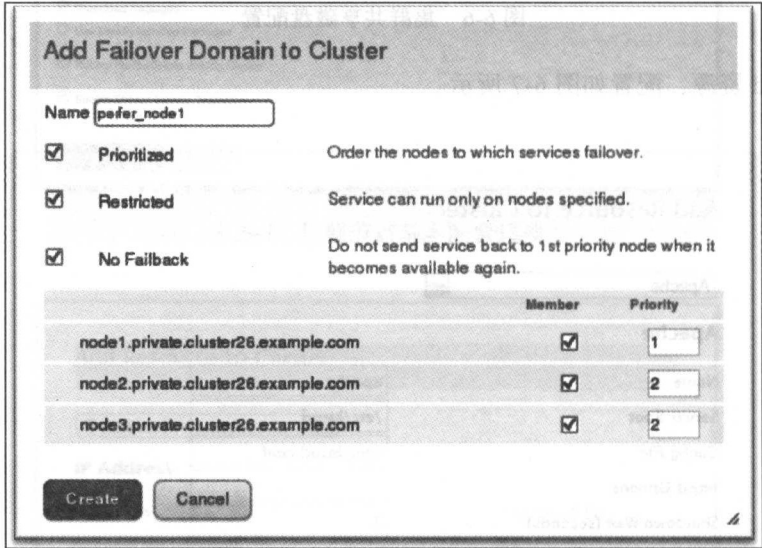 Add Failover Domain to Cluster
Name perfer_node1
Prioritized Order the nodes to which services failover.
Restricted Service can run only on nodes specified.
No Failback Do not send service back to 1st priority node when it
becomes available again.
Member Priority
node1.private.cluster26.example.com 1
node2.private.cluster26.example.com 2
node3.private.cluster26.example.com 2
Create Cancel